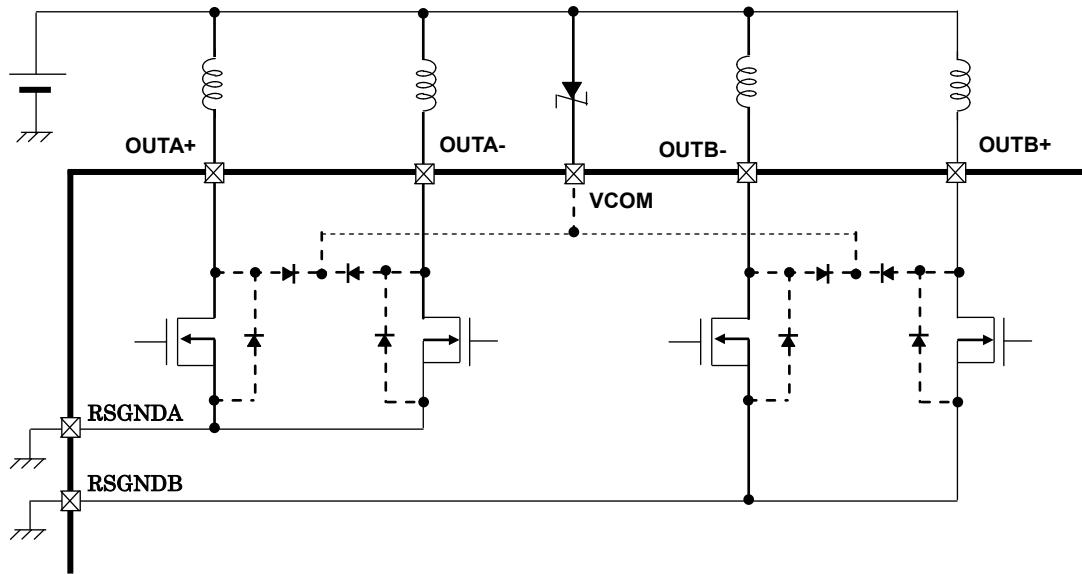 OUTA+
OUTA-
OUTB-
OUTB+
VCOM
RSGNDA
RSGNDB